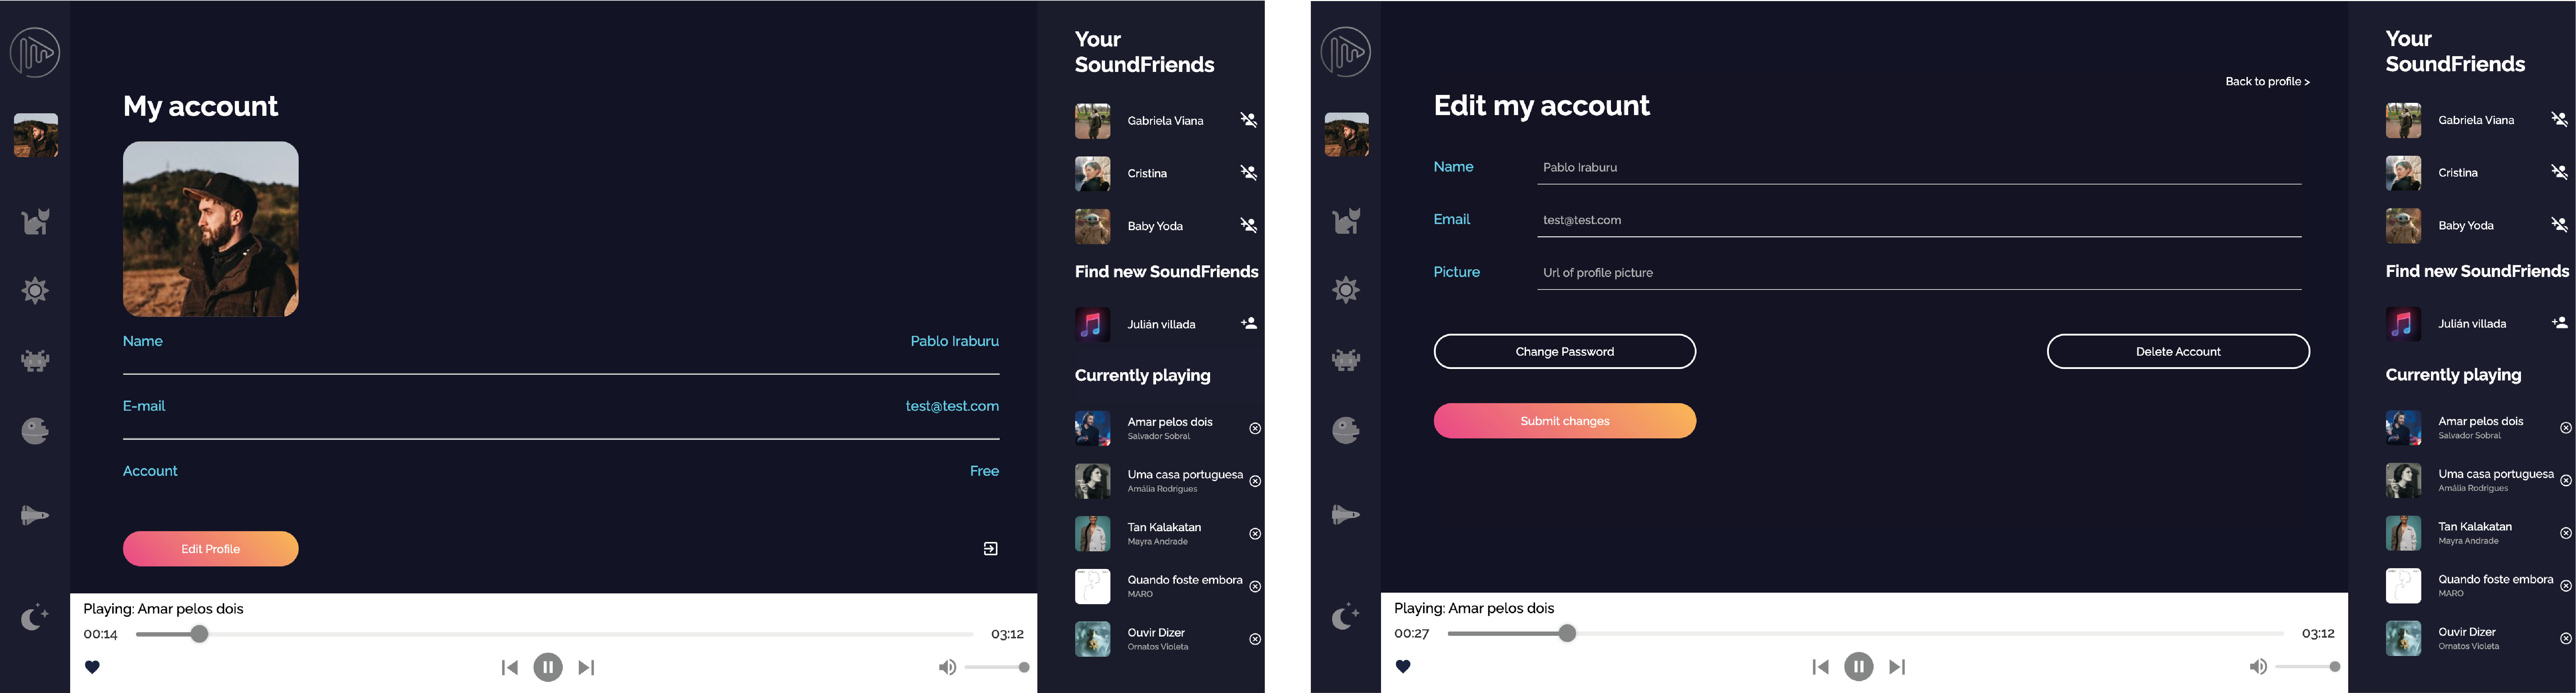 My account
Name
Pablo Iraburu
E-mail
test@test.com
Account
Free
Edit Profile
Your
SoundFriends
Gabriela Viana
Cristina
Baby Yoda
Find new SoundFriends
Julián villada
Currently playing
Amar pelos dois
Salvador Sobral
Uma casa portuguesa
Amália Rodrigues
Tan Kalakatan
Mayra Andrade
Quando foste embora
MARO
Ouvir Dizer
Ornatos Violeta
Playing: Amar pelos dois
00:14
03:12
Back to profile >
Edit my account
Name
Pablo Iraburu
Email
test@test.com
Picture
Url of profile picture
Change Password
Delete Account
Submit changes
Your
SoundFriends
Gabriela Viana
Cristina
Baby Yoda
Find new SoundFriends
Julián villada
Currently playing
Amar pelos dois
Salvador Sobral
Uma casa portuguesa
Amália Rodrigues
Tan Kalakatan
Mayra Andrade
Quando foste embora
MARO
Ouvir Dizer
Ornatos Violeta
Playing: Amar pelos dois
00:27
03:12